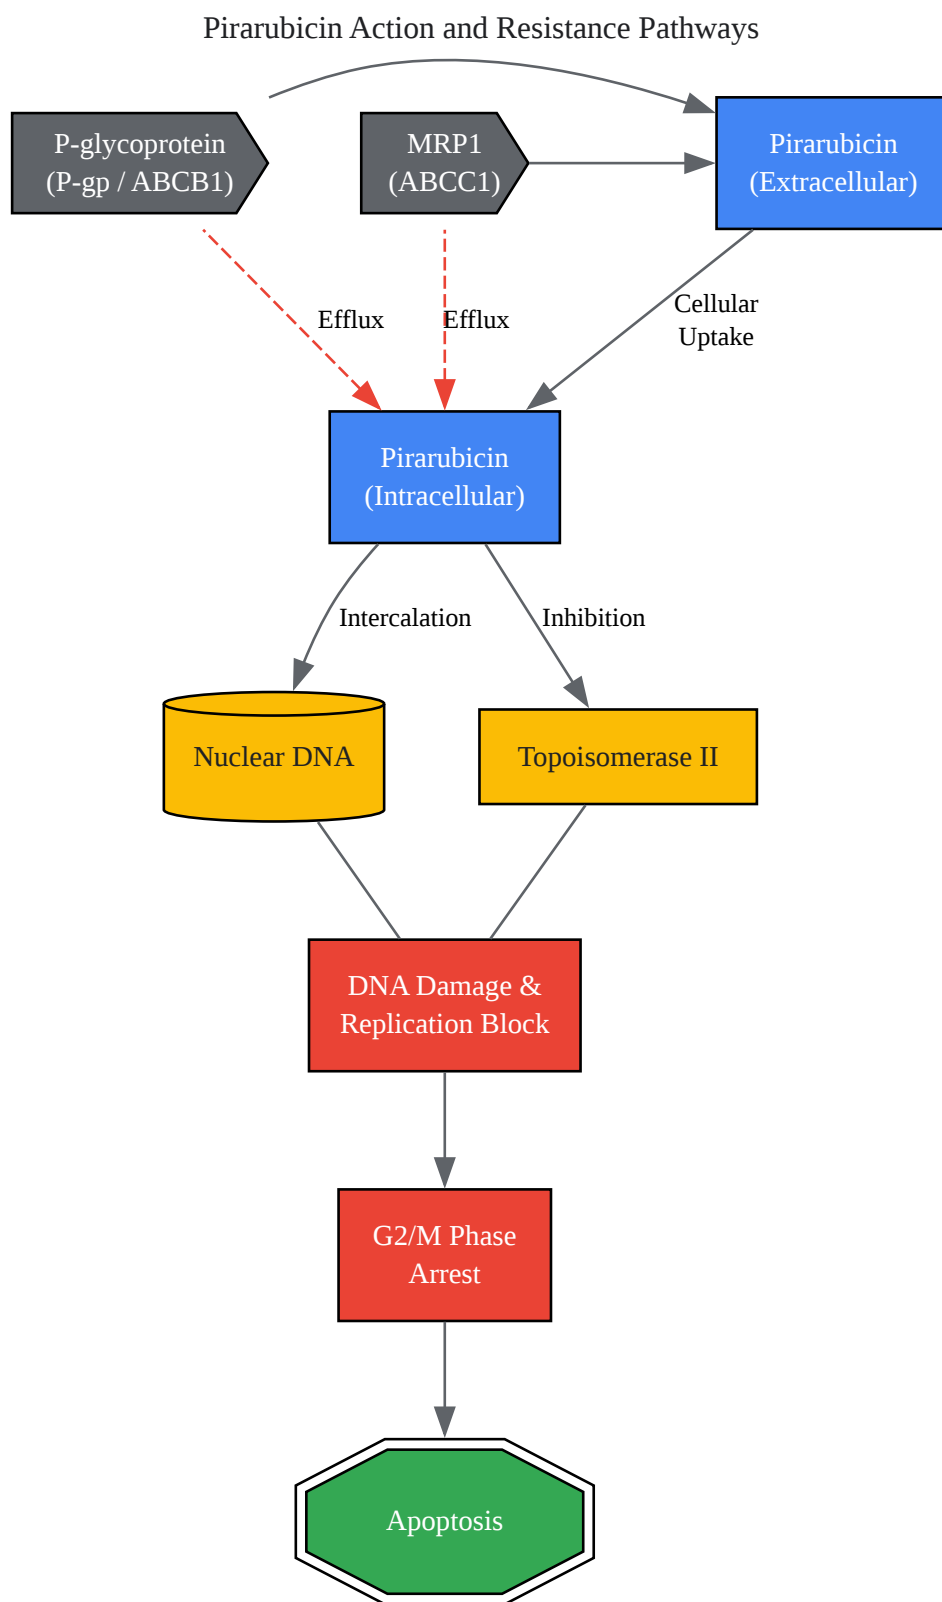 Pirarubicin Action and Resistance Pathways
P-glycoprotein
(P-gp / ABCB1)
MRP1
(ABCC1)
Pirarubicin
(Extracellular)
Efflux
Efflux
Cellular
Uptake
Pirarubicin
(Intracellular)
Intercalation
Inhibition
Nuclear DNA
Topoisomerase II
DNA Damage &
Replication Block
G2/M Phase
Arrest
Apoptosis